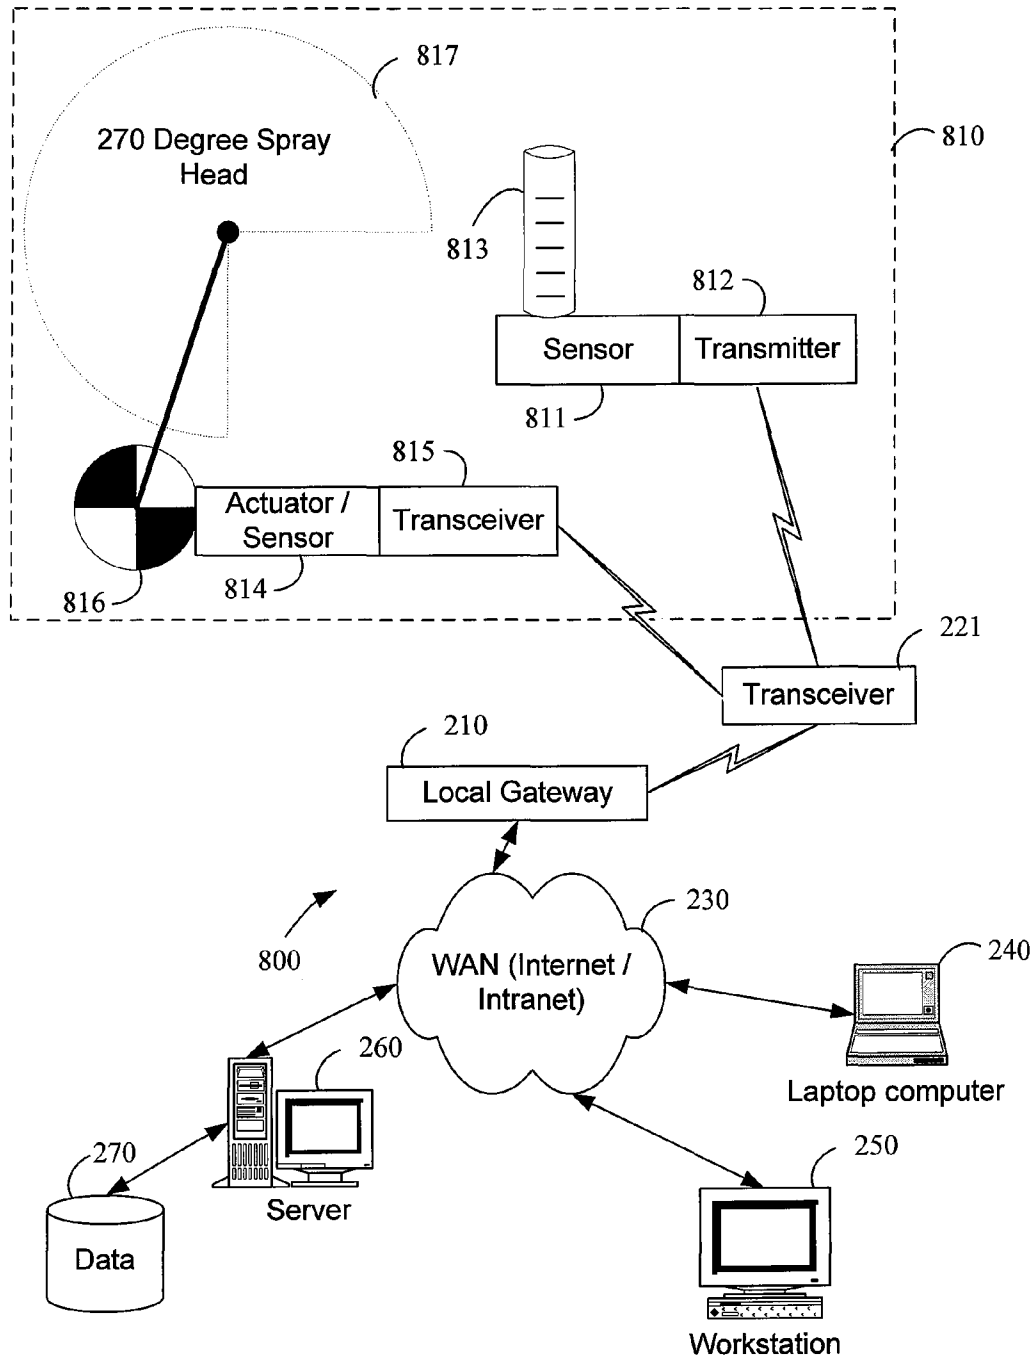 817
270 Degree Spray
Head
810
813
812
Sensor
Transmitter
811
815
Actuator /
Sensor
Transceiver
816
814
221
Transceiver
210
Local Gateway
230
800
WAN (Internet /
Intranet)
240
260
Laptop computer
270
250
Server
Data
Workstation